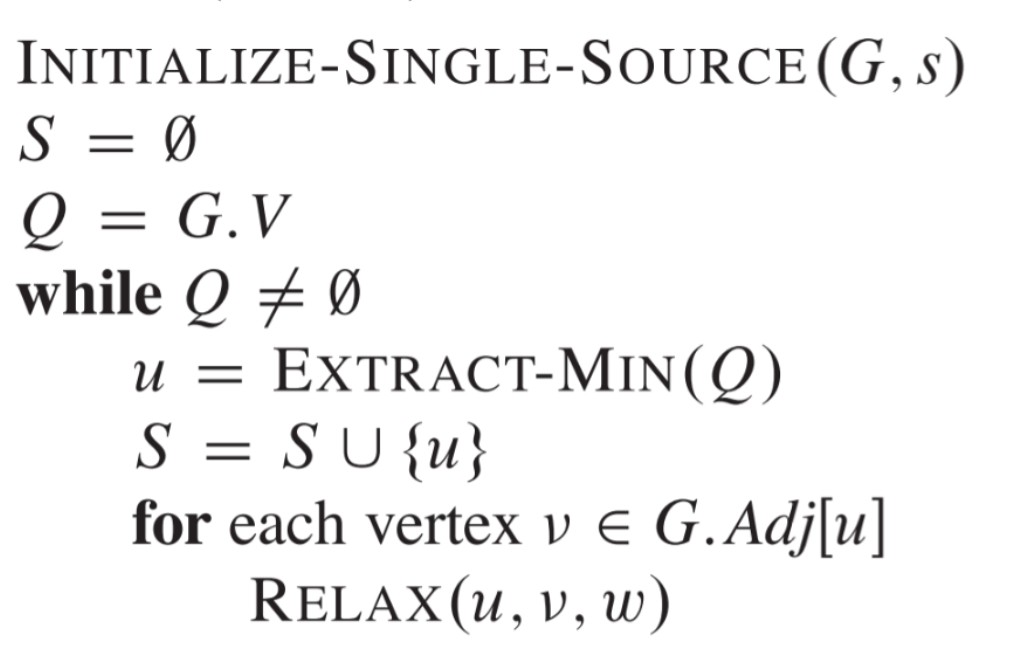 INITIALIZE-SINGLE-SOURCE(G, s)
S = ∅
Q = G.V
while Q ≠ ∅
u = EXTRACT-MIN(Q)
S = S ∪ {u}
for each vertex v ∈ G.Adj[u]
RELAX(u, v, w)